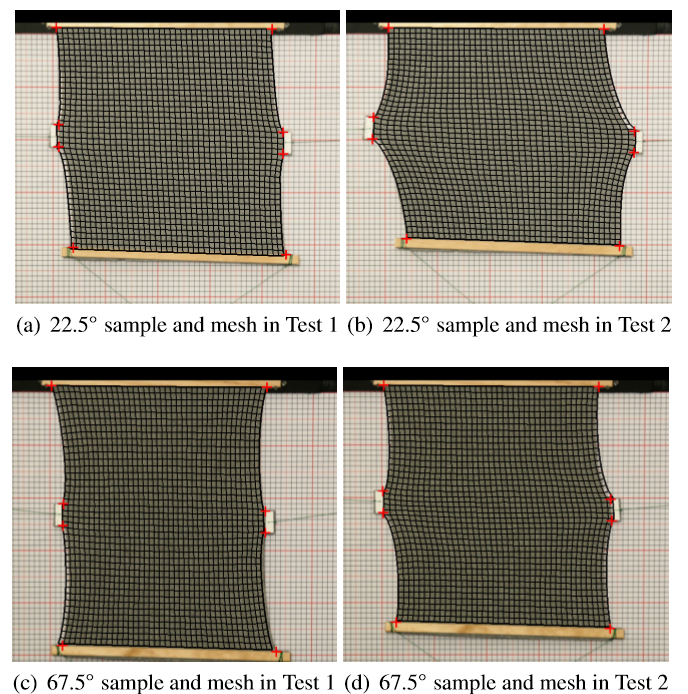 (a) 22.5° sample and mesh in Test 1
(b) 22.5° sample and mesh in Test 2
(c) 67.5° sample and mesh in Test 1
(d) 67.5° sample and mesh in Test 2